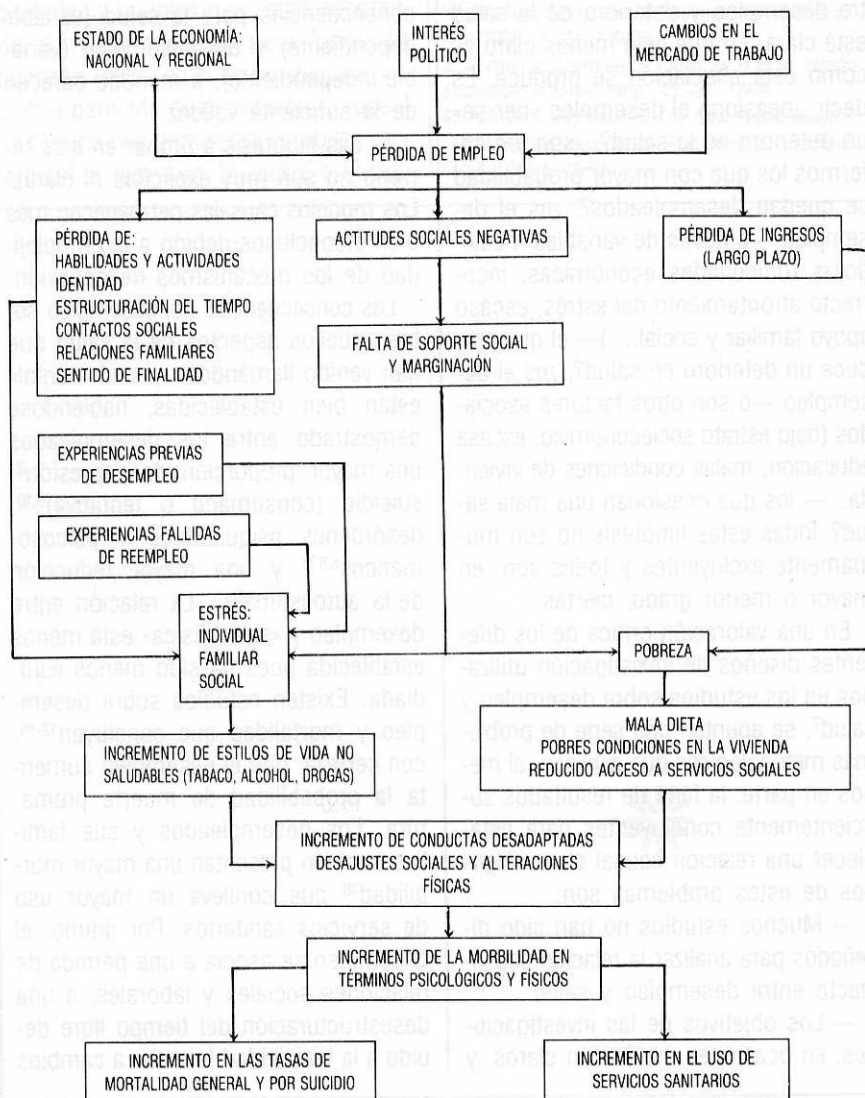 ESTADO DE LA ECONOMÍA:
NACIONAL Y REGIONAL
INTERÉS
POLÍTICO
CAMBIOS EN EL
MERCADO DE TRABAJO
PÉRDIDA DE EMPLEO
PÉRDIDA DE:
HABILIDADES Y ACTIVIDADES
IDENTIDAD
ESTRUCTURACIÓN DEL TIEMPO
CONTACTOS SOCIALES
RELACIONES FAMILIARES
SENTIDO DE FINALIDAD
ACTITUDES SOCIALES NEGATIVAS
PÉRDIDA DE INGRESOS
(LARGO PLAZO)
FALTA DE SOPORTE SOCIAL Y
MARGINACIÓN
EXPERIENCIAS PREVIAS
DE DESEMPLEO
EXPERIENCIAS FALLIDAS
DE REEMPLEO
ESTRÉS:
INDIVIDUAL
FAMILIAR
SOCIAL
POBREZA
INCREMENTO DE ESTILOS DE VIDA NO
SALUDABLES (TABACO, ALCOHOL, DROGAS)
MALA DIETA
POBRES CONDICIONES EN LA VIVIENDA
REDUCIDO ACCESO A SERVICIOS SOCIALES
INCREMENTO DE CONDUCTAS DESADAPTADAS
DESAJUSTES SOCIALES Y ALTERACIONES
FÍSICAS
INCREMENTO DE LA MORBILIDAD EN
TÉRMINOS PSICOLÓGICOS Y FÍSICOS
INCREMENTO EN LAS TASAS DE
MORTALIDAD GENERAL Y POR SUICIDIO
INCREMENTO EN EL USO DE
SERVICIOS SANITARIOS